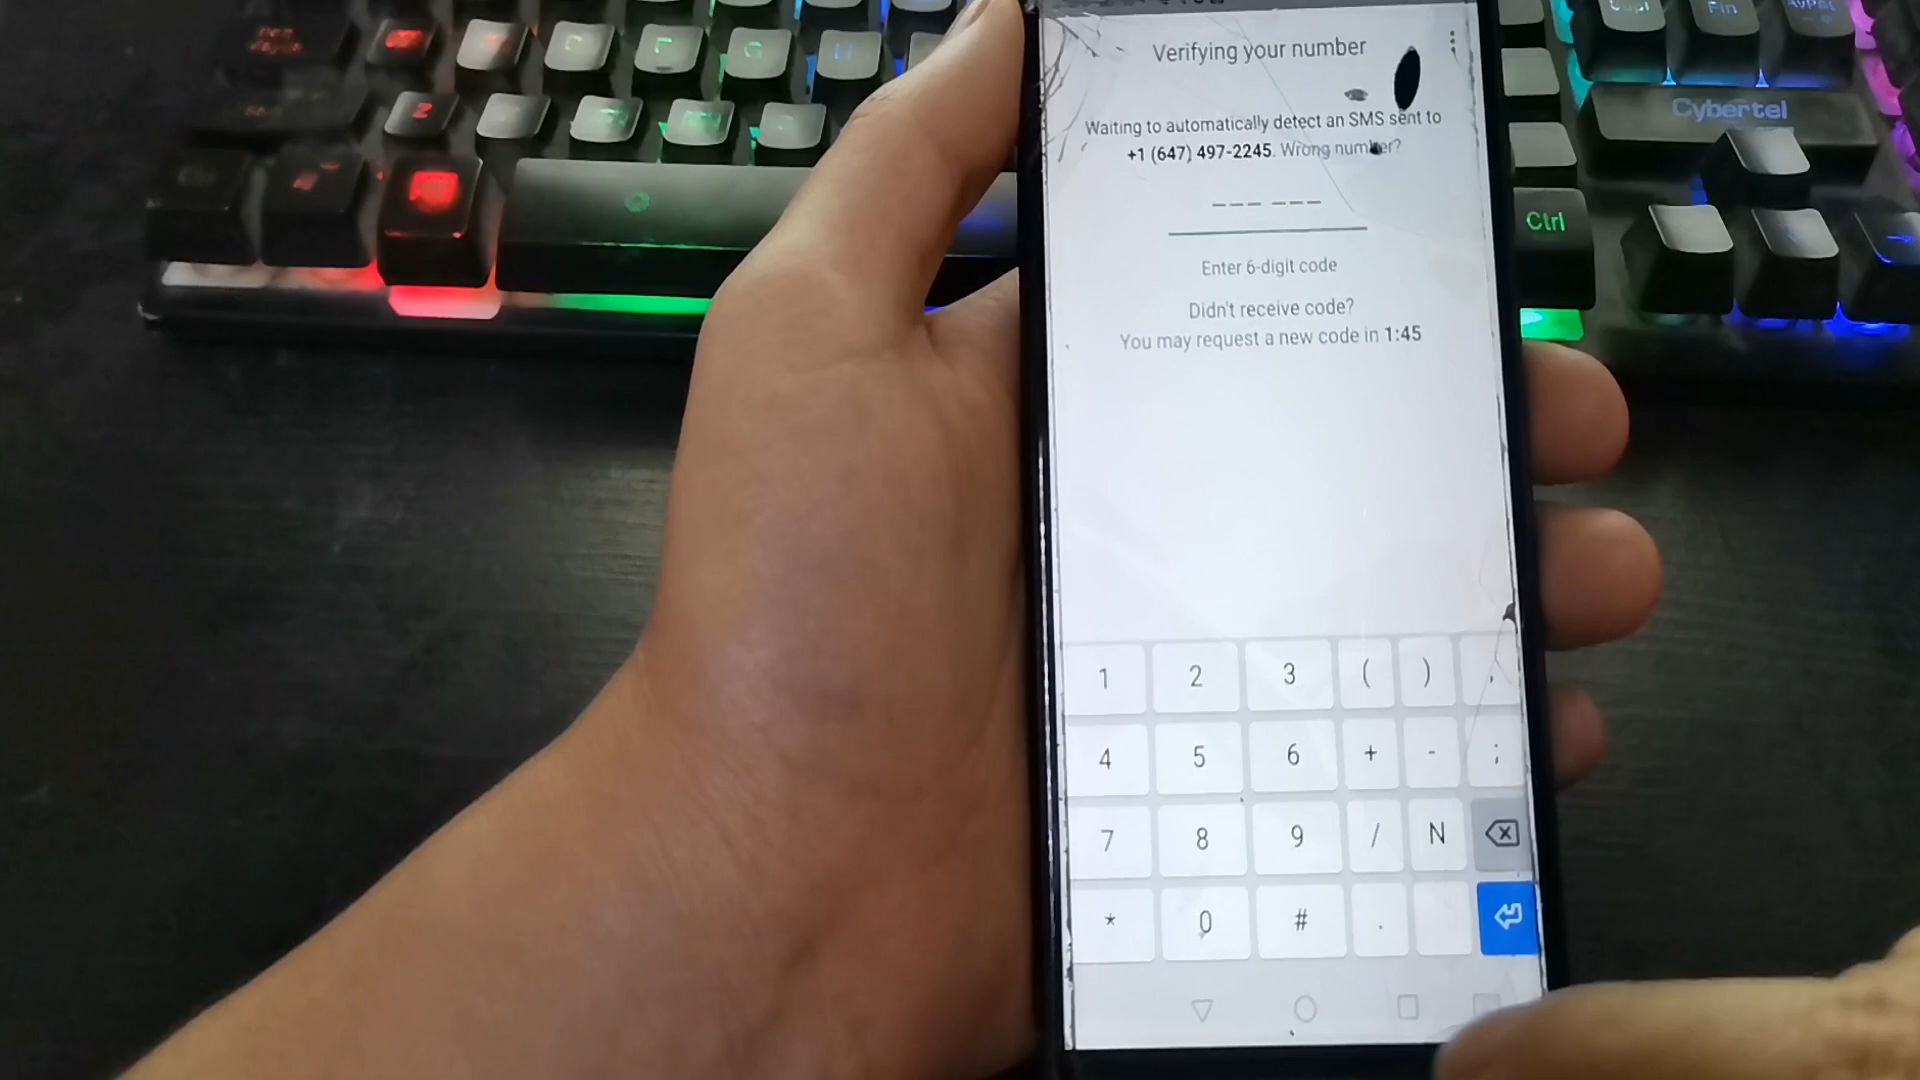 Verifying your number
Waiting to automatically detect an SMS sent to
+1 (647) 497-2245. Wrong number?
Enter 6-digit code
Didn't receive code?
You may request a new code in 1:45
1 2 3 ( ) ,
4 5 6 + - ;
7 8 9 / N
* 0 # .
Z
Cybertel
Ctrl
Fin